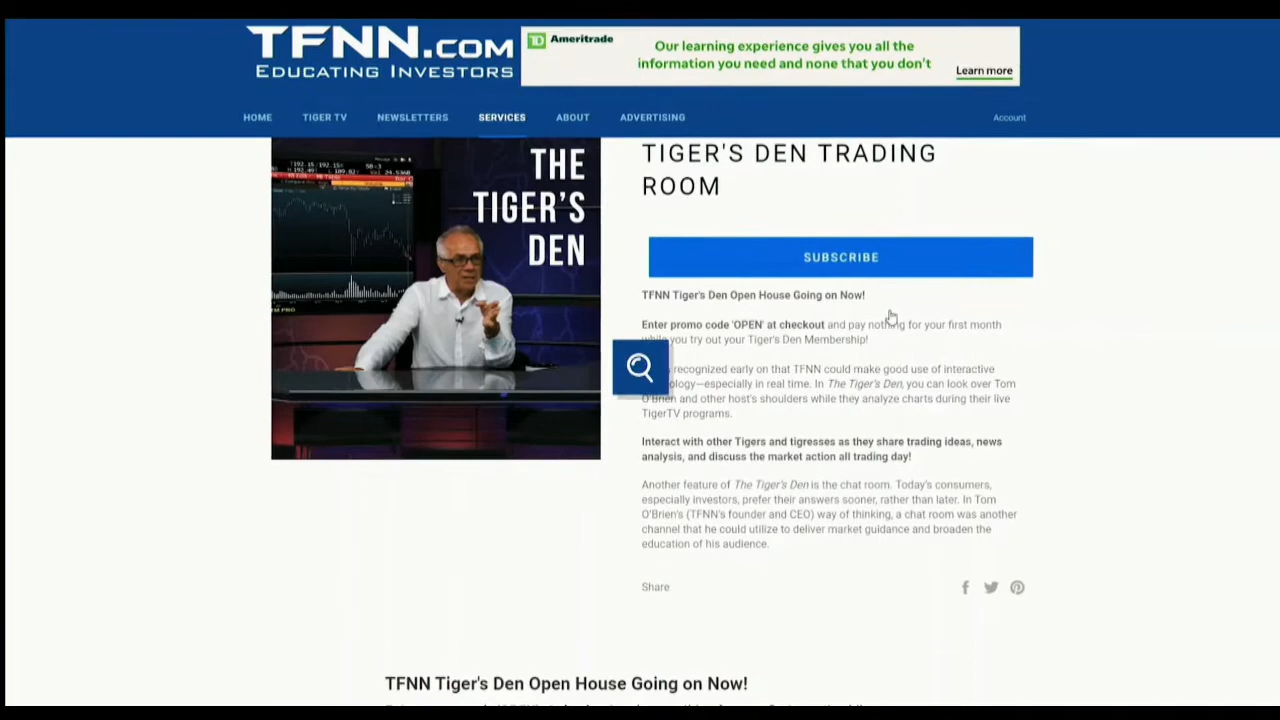 TFNN.COM
EDUCATING INVESTORS
TD Ameritrade
Our learning experience gives you all the
information you need and none that you don't
Learn more
HOME TIGER TV NEWSLETTERS SERVICES ABOUT ADVERTISING Account
THE
TIGER'S
DEN
TIGER'S DEN TRADING
ROOM
SUBSCRIBE
TFNN Tiger's Den Open House Going on Now!
Enter promo code 'OPEN' at checkout and pay nothing for your first month
while you try out your Tiger's Den Membership!
recognized early on that TFNN could make good use of interactive
—especially in real time. In The Tiger's Den, you can look over Tom
O'Brien and other host's shoulders while they analyze charts during their live
TigerTV programs.
Interact with other Tigers and tigresses as they share trading ideas, news
analysis, and discuss the market action all trading day!
Another feature of The Tiger's Den is the chat room. Today's consumers,
especially investors, prefer their answers sooner, rather than later. In Tom
O'Brien's (TFNN's founder and CEO) way of thinking, a chat room was another
channel that he could utilize to deliver market guidance and broaden the
education of his audience.
Share
TFNN Tiger's Den Open House Going on Now!